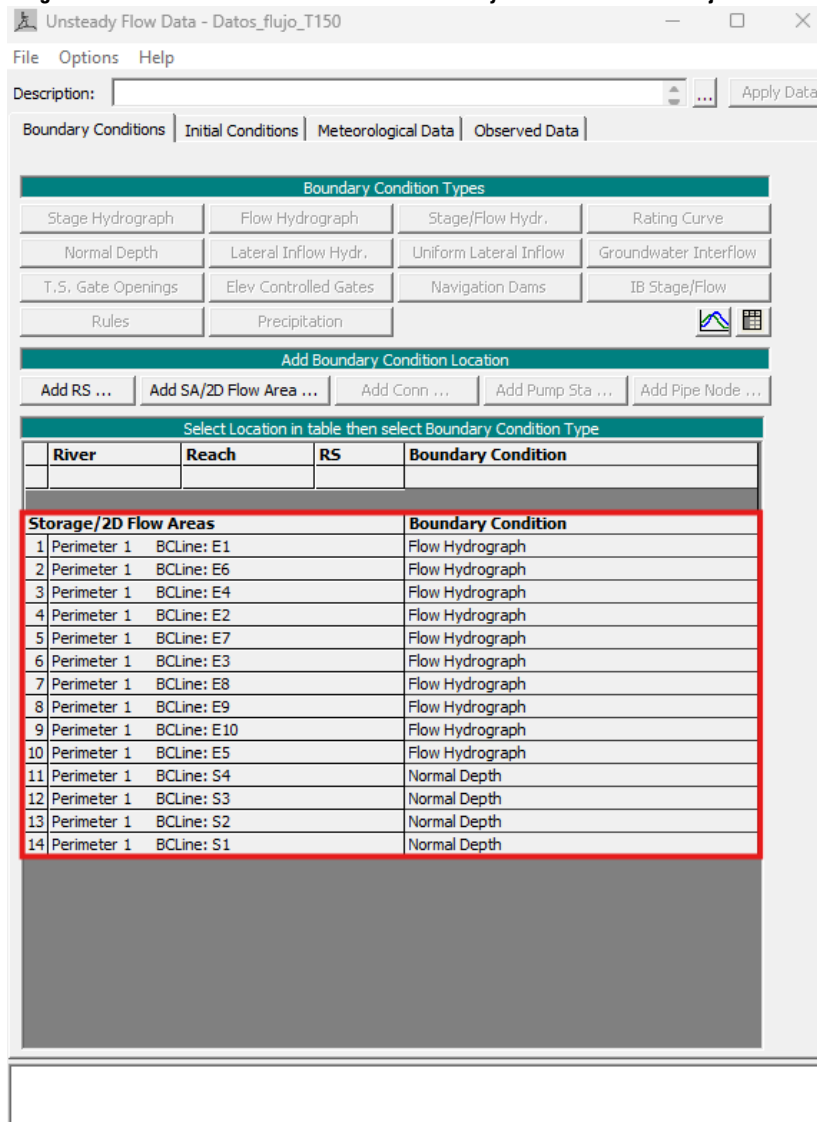 Unsteady Flow Data - Datos_flujo_T150
File Options Help
Description: ... Apply Data
Boundary Conditions Initial Conditions Meteorological Data Observed Data
Boundary Condition Types
Stage Hydrograph Flow Hydrograph Stage/Flow Hydr. Rating Curve
Normal Depth Lateral Inflow Hydr. Uniform Lateral Inflow Groundwater Interflow
T.S. Gate Openings Elev Controlled Gates Navigation Dams IB Stage/Flow
Rules Precipitation
Add Boundary Condition Location
Add RS ... Add SA/2D Flow Area ... Add Conn ... Add Pump Sta ... Add Pipe Node ...
Select Location in table then select Boundary Condition Type
River Reach RS Boundary Condition
Storage/2D Flow Areas Boundary Condition
1 Perimeter 1 BCLine: E1 Flow Hydrograph
2 Perimeter 1 BCLine: E6 Flow Hydrograph
3 Perimeter 1 BCLine: E4 Flow Hydrograph
4 Perimeter 1 BCLine: E2 Flow Hydrograph
5 Perimeter 1 BCLine: E7 Flow Hydrograph
6 Perimeter 1 BCLine: E3 Flow Hydrograph
7 Perimeter 1 BCLine: E8 Flow Hydrograph
8 Perimeter 1 BCLine: E9 Flow Hydrograph
9 Perimeter 1 BCLine: E10 Flow Hydrograph
10 Perimeter 1 BCLine: E5 Flow Hydrograph
11 Perimeter 1 BCLine: S4 Normal Depth
12 Perimeter 1 BCLine: S3 Normal Depth
13 Perimeter 1 BCLine: S2 Normal Depth
14 Perimeter 1 BCLine: S1 Normal Depth